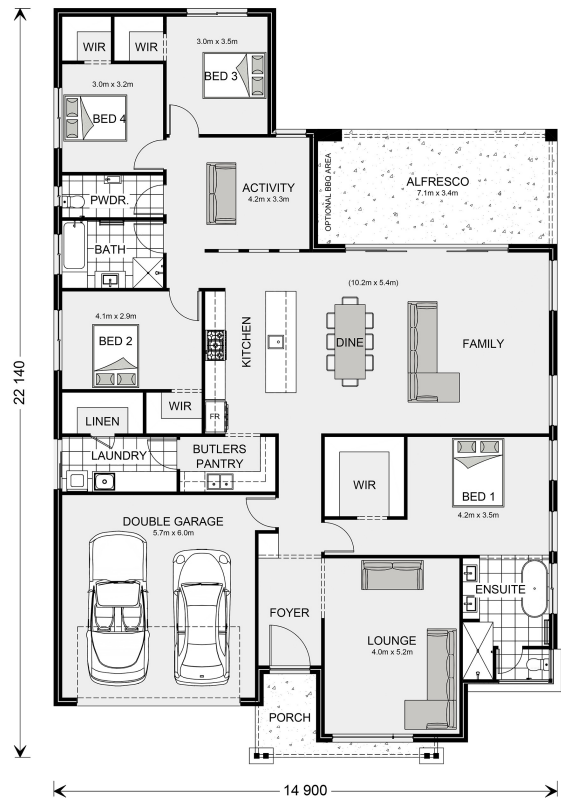 WIR
WIR
3.0m x 3.5m
BED 3
3.0m x 3.2m
BED 4
PWDR.
ACTIVITY
4.2m x 3.3m
OPTIONAL BBQ AREA
ALFRESCO
7.1m x 3.4m
BATH
(10.2m x 5.4m)
4.1m x 2.9m
BED 2
KITCHEN
DINE
FAMILY
22 140
WIR
FR
LINEN
LAUNDRY
BUTLERS
PANTRY
WIR
BED 1
4.2m x 3.5m
DOUBLE GARAGE
5.7m x 6.0m
ENSUITE
FOYER
LOUNGE
4.0m x 5.2m
PORCH
14 900